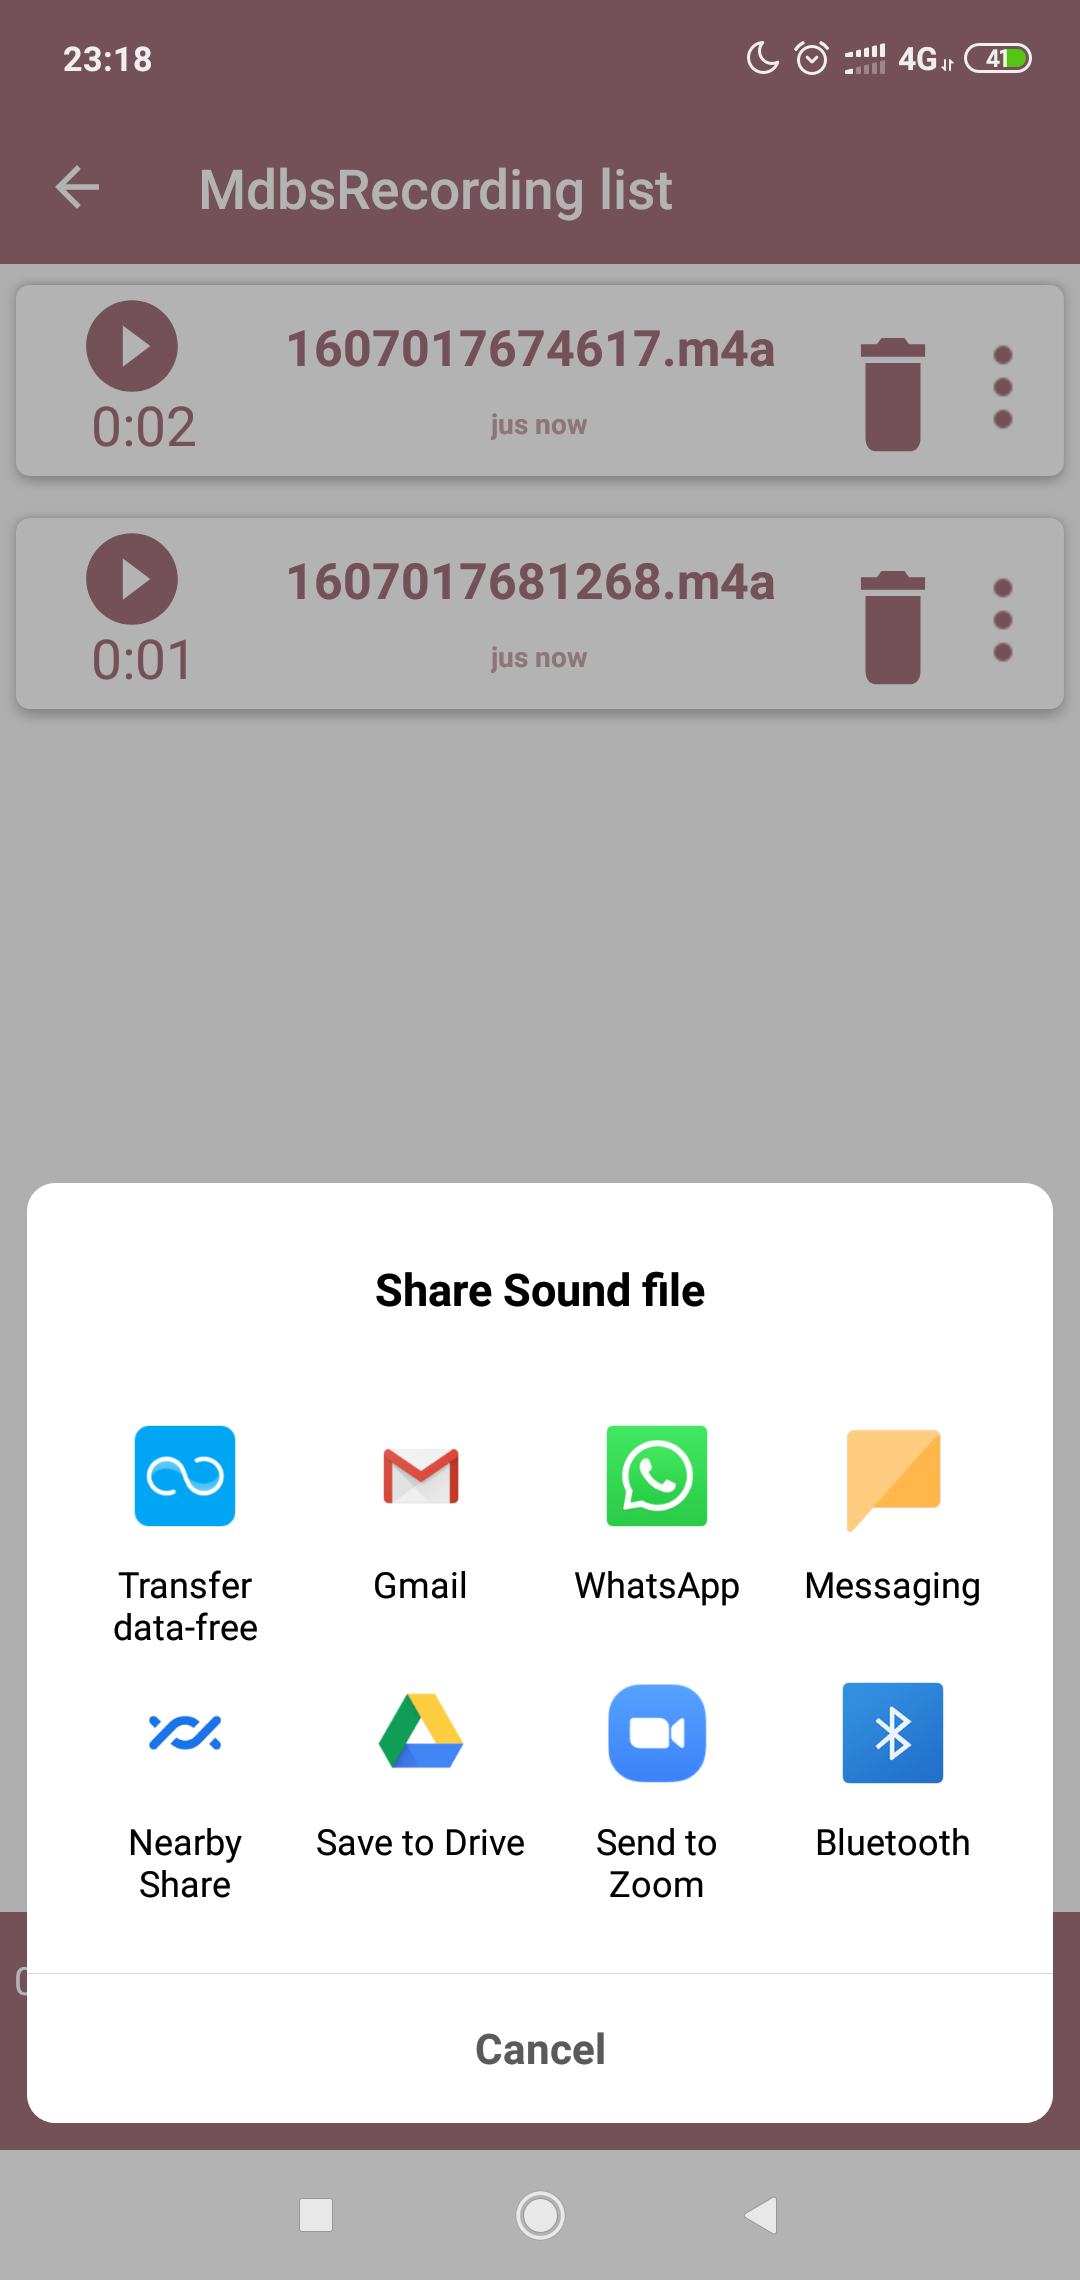 23:18
4G
41
MdbsRecording list
1607017674617.m4a
0:02
jus now
1607017681268.m4a
0:01
jus now
Share Sound file
Transfer
data-free
Gmail
WhatsApp
Messaging
Nearby
Share
Save to Drive
Send to
Zoom
Bluetooth
Cancel